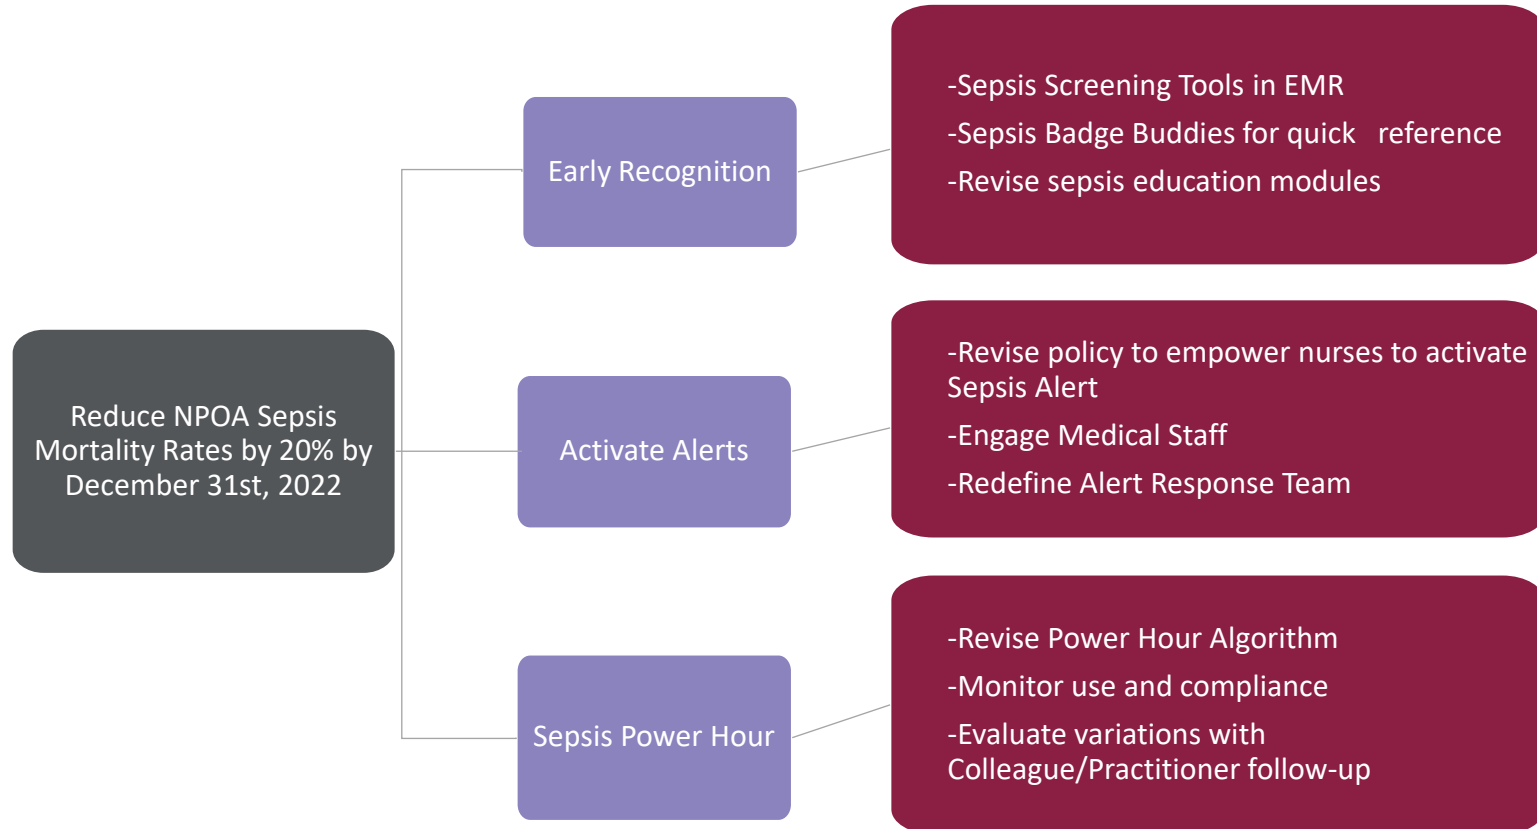 Reduce NPOA Sepsis
Mortality Rates by 20% by
December 31st, 2022
Early Recognition
-Sepsis Screening Tools in EMR
-Sepsis Badge Buddies for quick   reference
-Revise sepsis education modules
Activate Alerts
-Revise policy to empower nurses to activate
Sepsis Alert
-Engage Medical Staff
-Redefine Alert Response Team
Sepsis Power Hour
-Revise Power Hour Algorithm
-Monitor use and compliance
-Evaluate variations with
Colleague/Practitioner follow-up